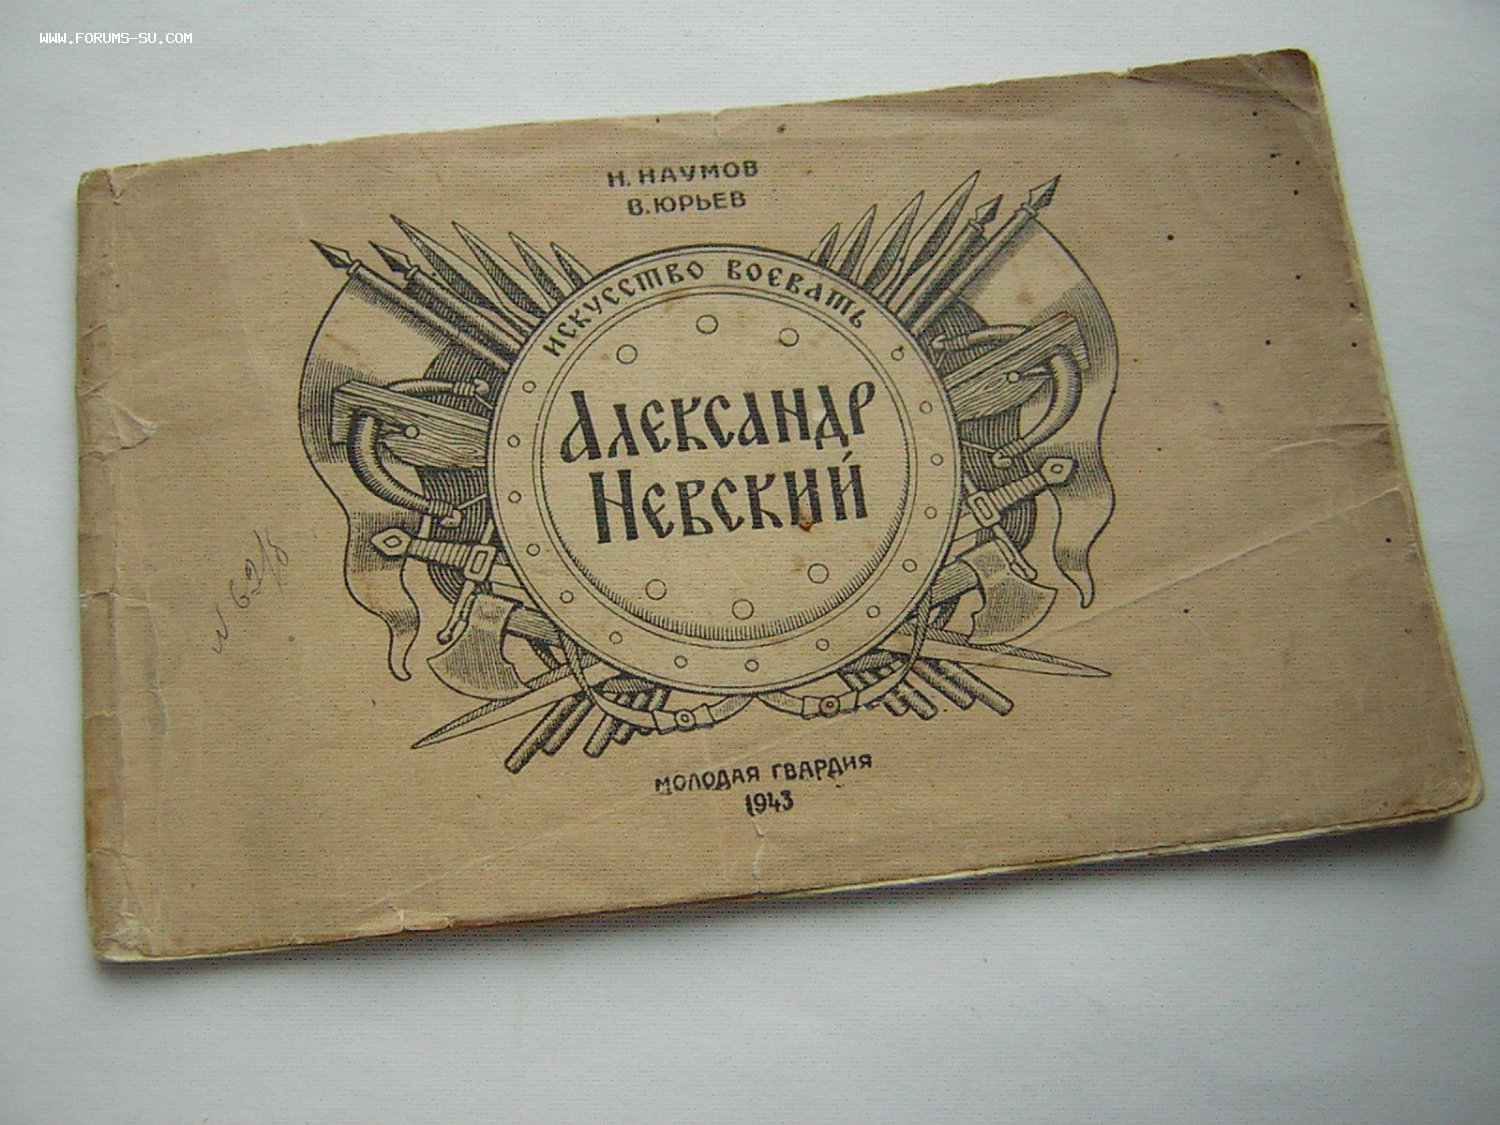 WWW.FORUMS-SU.COM
Н. НАУМОВ
В. ЮРЬЕВ
ИСКУССТВО ВОЕВАТЬ
АЛЕКСАНДР
НЕВСКИЙ
МОЛОДАЯ ГВАРДИЯ
1943